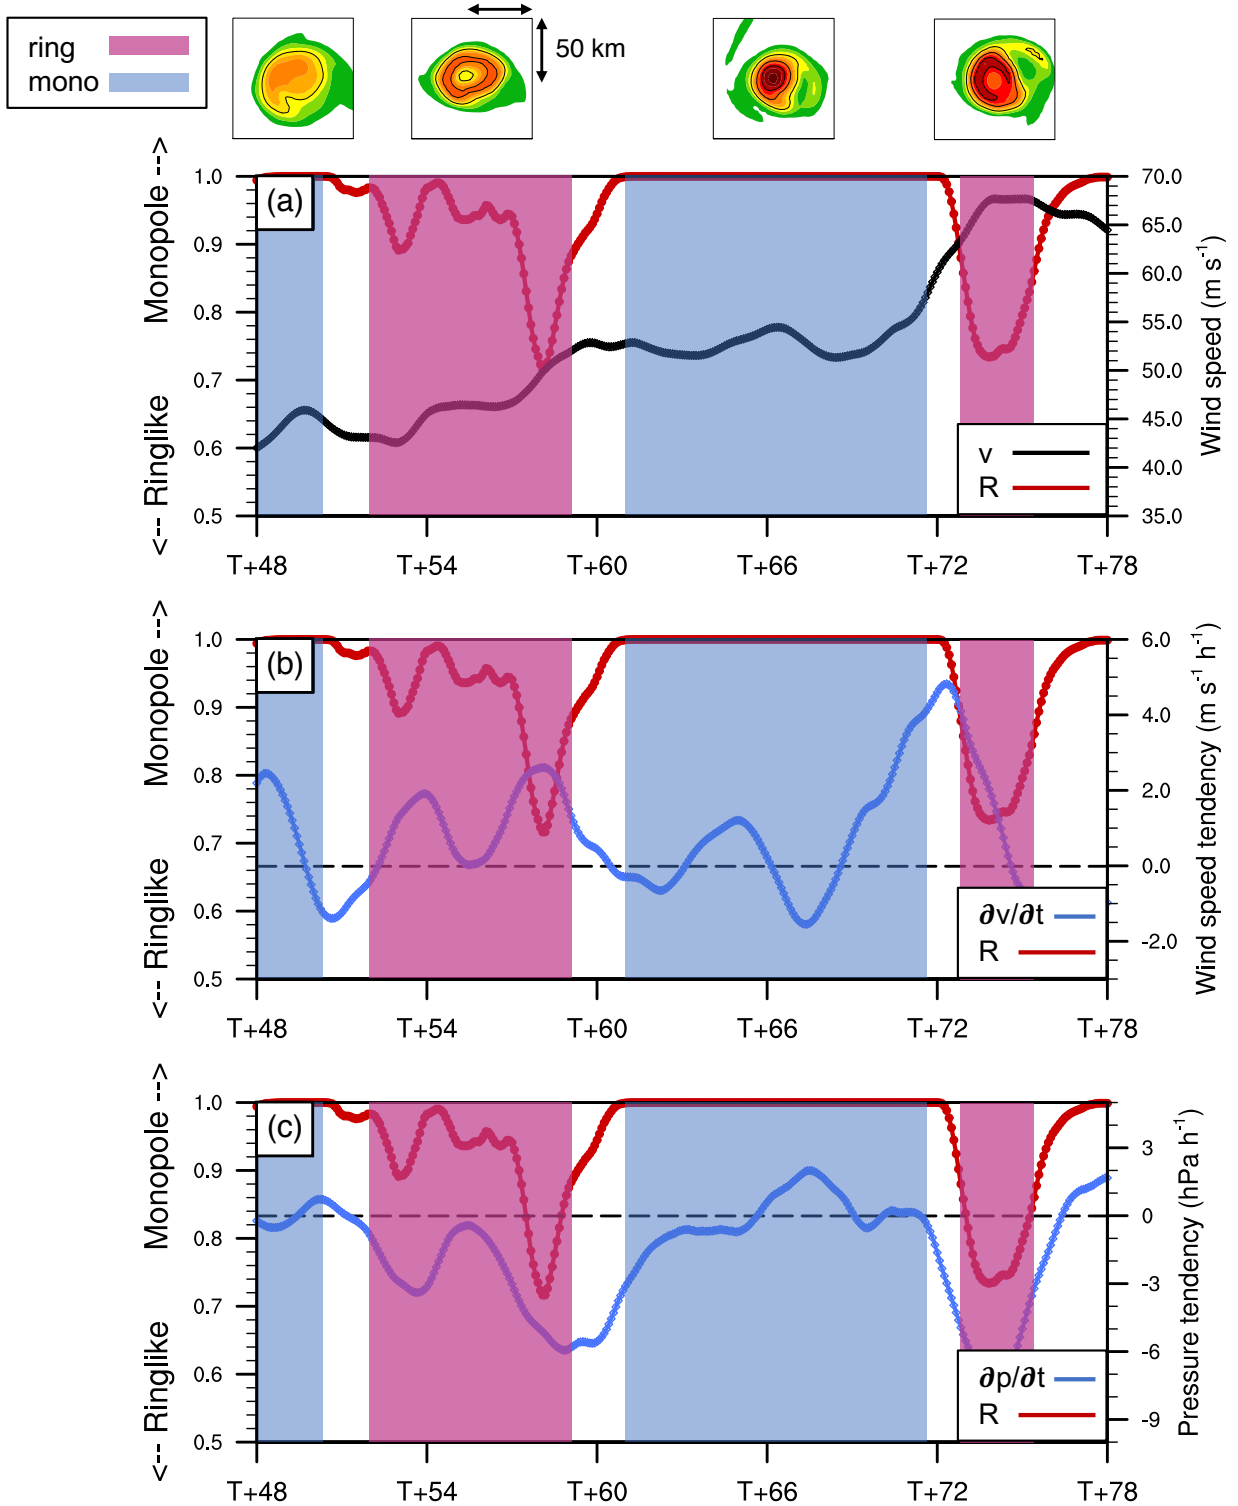 ring
mono
50 km
(a)
Monopole -->
<-- Ringlike
1.0
0.9
0.8
0.7
0.6
0.5
70.0
65.0
60.0
55.0
50.0
45.0
40.0
35.0
Wind speed (m s⁻¹)
v
R
T+48 T+54 T+60 T+66 T+72 T+78
(b)
Monopole -->
<-- Ringlike
1.0
0.9
0.8
0.7
0.6
0.5
6.0
4.0
2.0
0.0
-2.0
Wind speed tendency (m s⁻¹ h⁻¹)
∂v/∂t
R
T+48 T+54 T+60 T+66 T+72 T+78
(c)
Monopole -->
<-- Ringlike
1.0
0.9
0.8
0.7
0.6
0.5
3
0
-3
-6
-9
Pressure tendency (hPa h⁻¹)
∂p/∂t
R
T+48 T+54 T+60 T+66 T+72 T+78